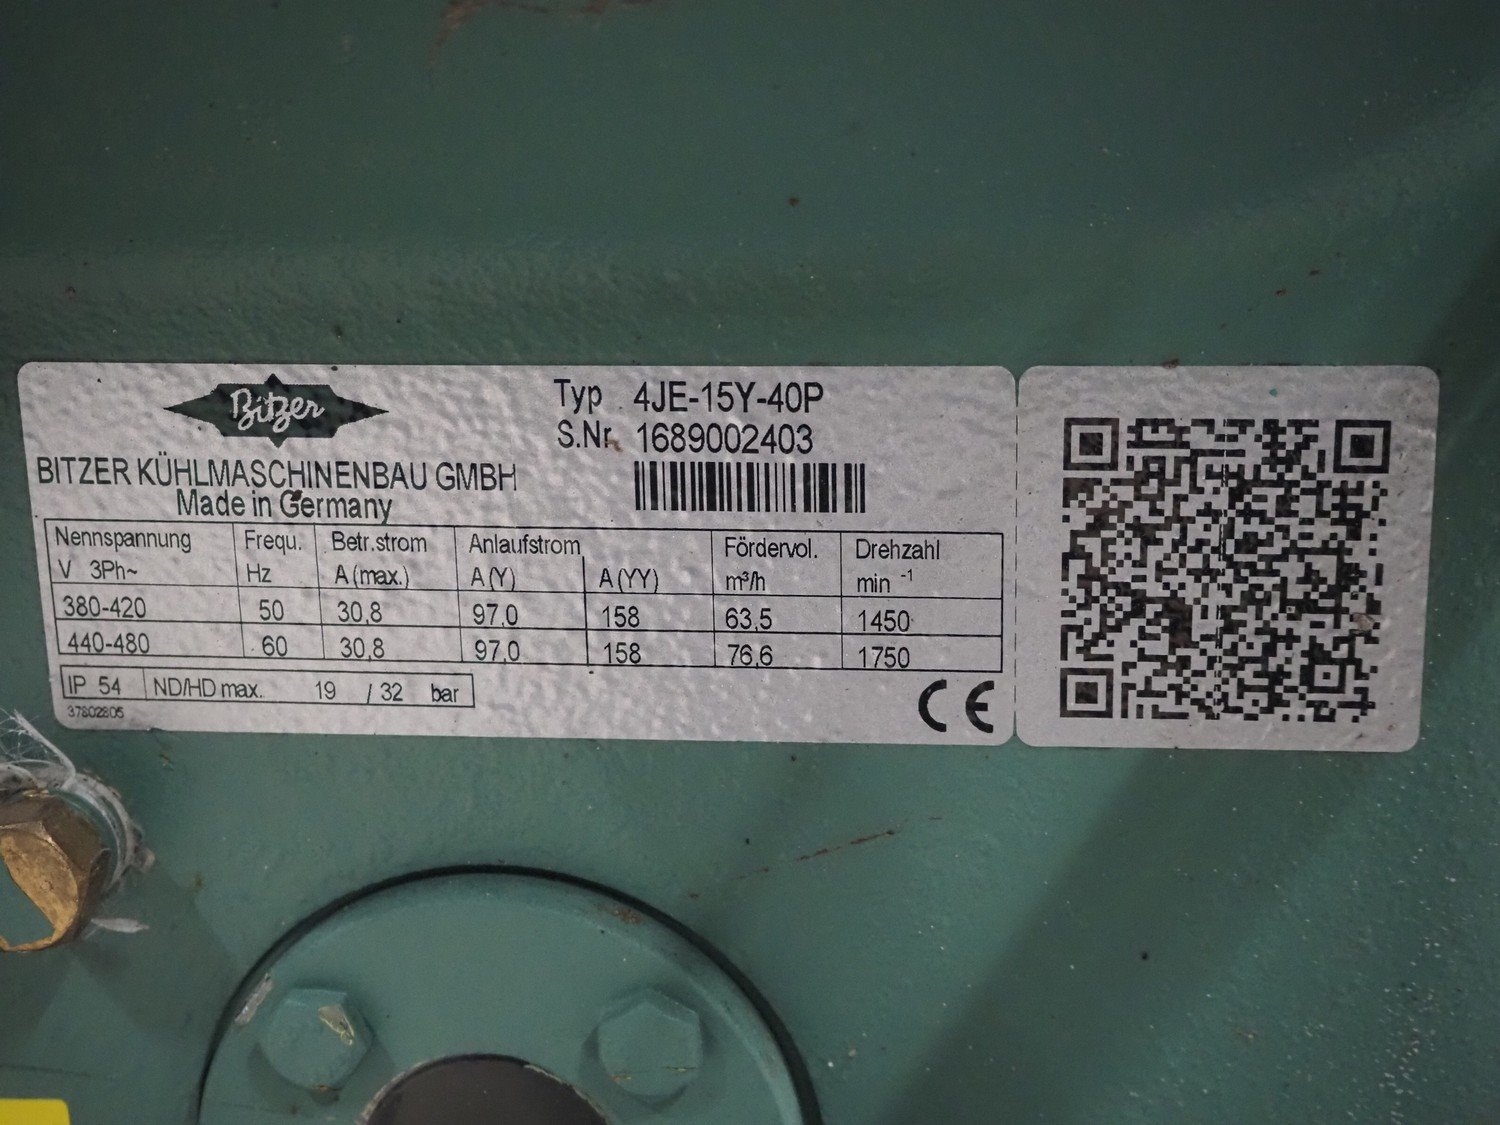 Bitzer
BITZER KÜHLMASCHINENBAU GMBH
Made in Germany
Typ 4JE-15Y-40P
S.Nr. 1689002403
Nennspannung Frequ. Betr.strom Anlaufstrom Fördervol. Drehzahl
V 3Ph~ Hz A (max.) A (Y) A (YY) m³/h min -1
380-420 50 30,8 97,0 158 63,5 1450
440-480 60 30,8 97,0 158 76,6 1750
IP 54 ND/HD max. 19 / 32 bar
37802805
CE